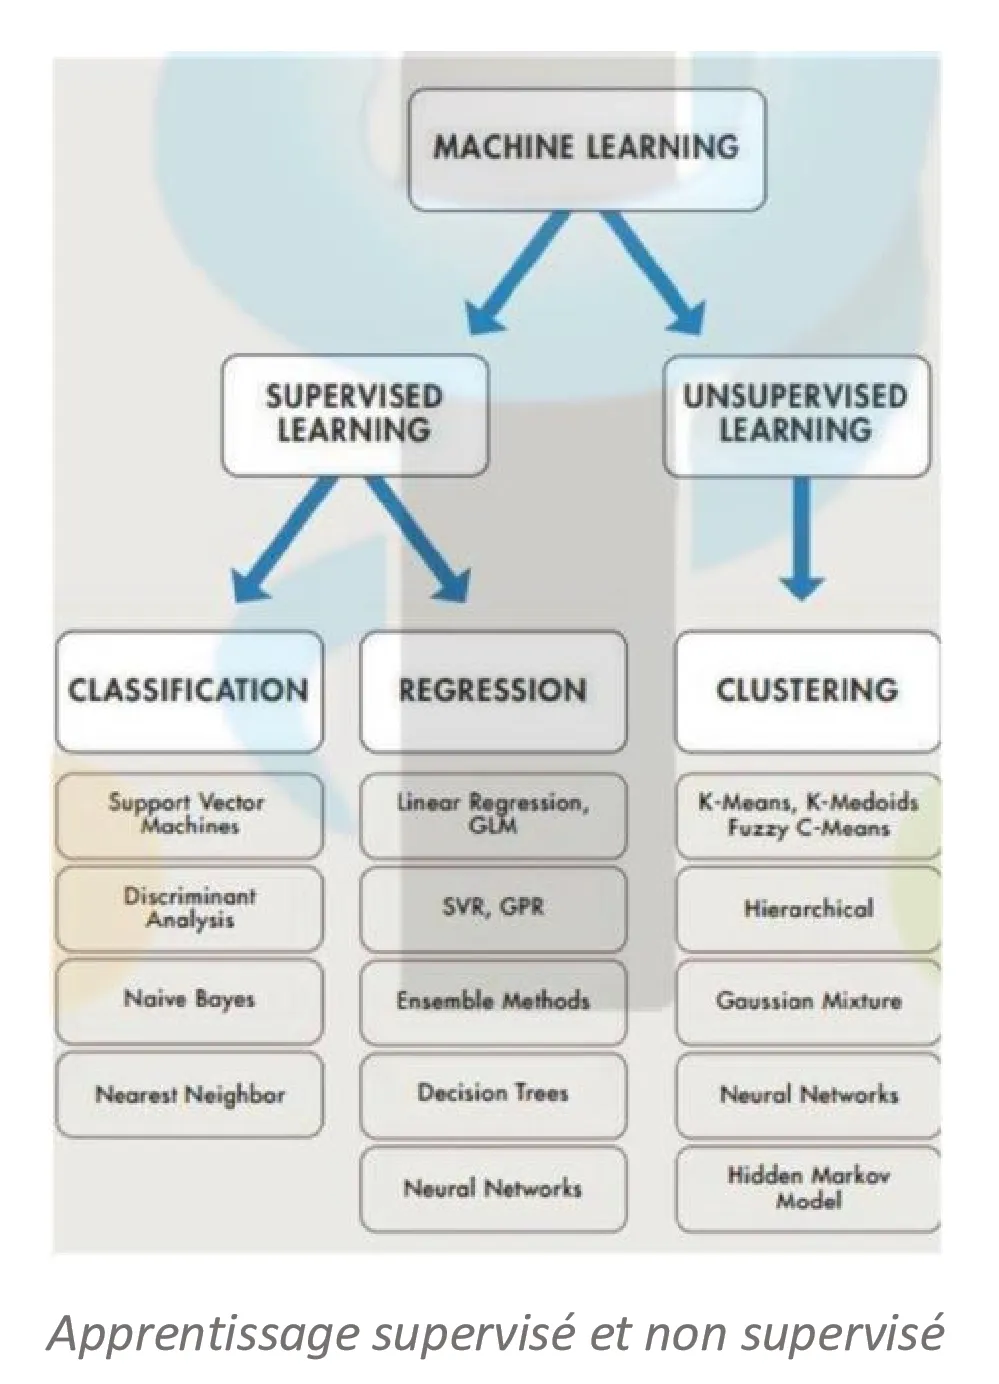 MACHINE LEARNING
SUPERVISED
LEARNING
UNSUPERVISED
LEARNING
CLASSIFICATION
REGRESSION
CLUSTERING
Support Vector
Machines
Linear Regression,
GLM
K-Means, K-Medoids
Fuzzy C-Means
Discriminant
Analysis
SVR, GPR
Hierarchical
Naive Bayes
Ensemble Methods
Gaussian Mixture
Nearest Neighbor
Decision Trees
Neural Networks
Neural Networks
Hidden Markov
Model
Apprentissage supervisé et non supervisé